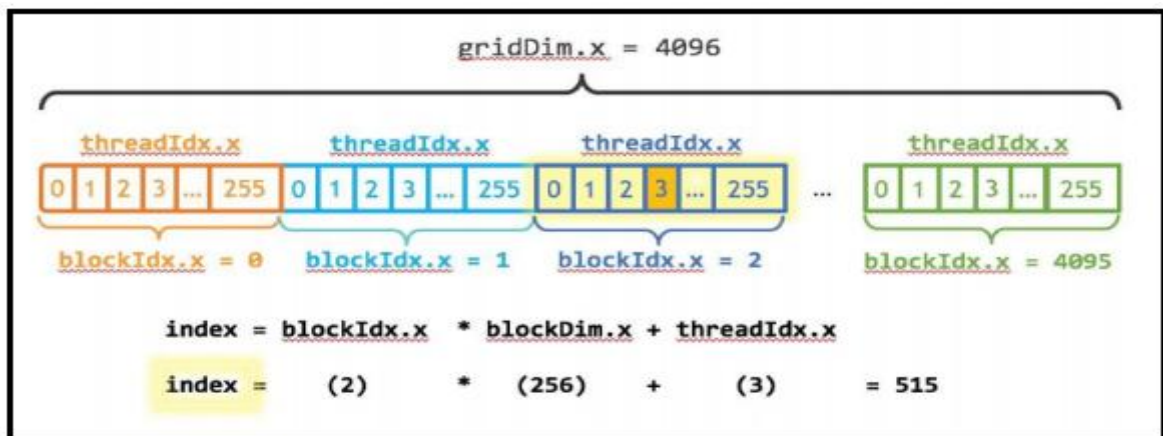 gridDim.x = 4096
threadIdx.x threadIdx.x threadIdx.x threadIdx.x
0 1 2 3 ... 255 0 1 2 3 ... 255 0 1 2 3 ... 255 ... 0 1 2 3 ... 255
blockIdx.x = 0 blockIdx.x = 1 blockIdx.x = 2 blockIdx.x = 4095
index = blockIdx.x * blockDim.x + threadIdx.x
index = (2) * (256) + (3) = 515